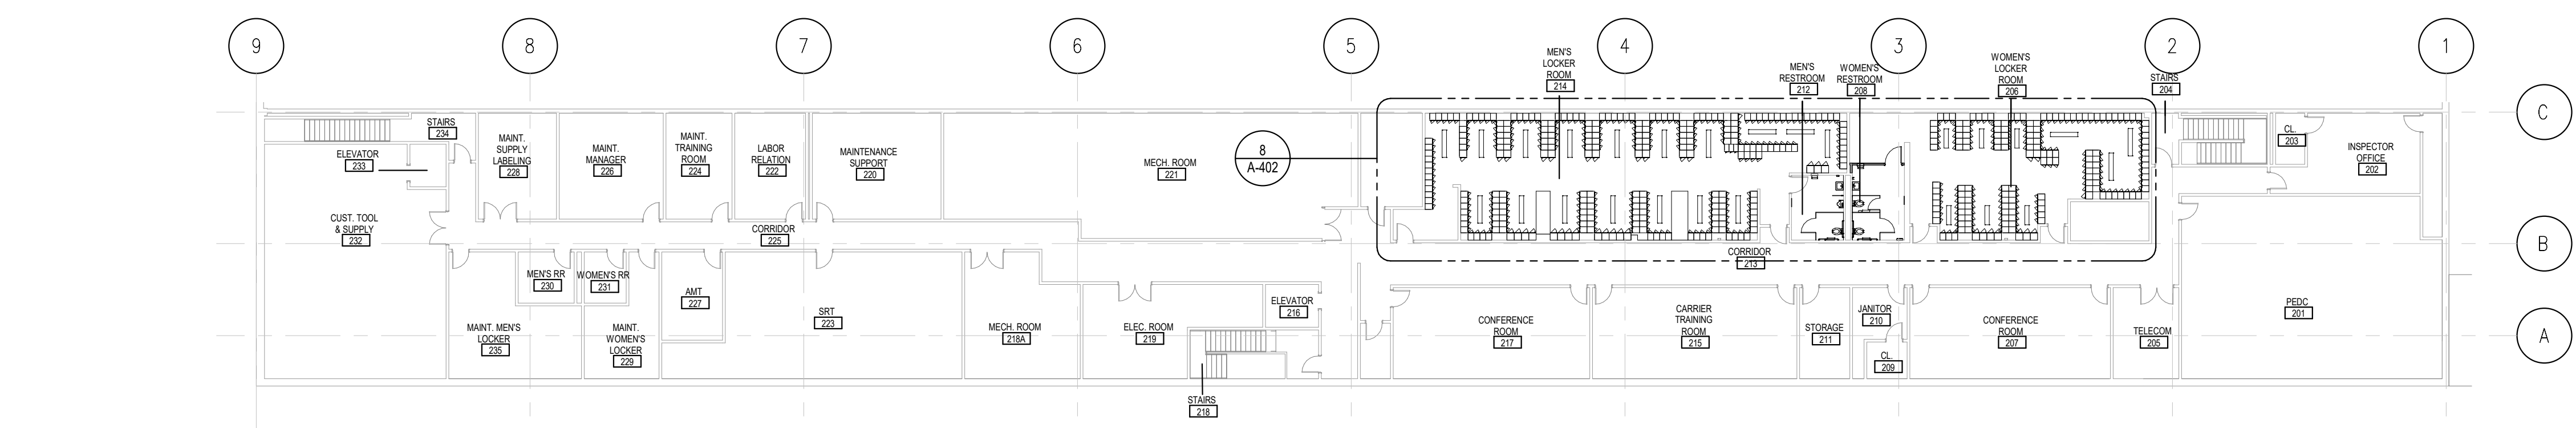 9
8
7
6
5
4
3
2
1
C
B
A
MEN'S
LOCKER
ROOM
214
MEN'S
RESTROOM
212
WOMEN'S
RESTROOM
208
WOMEN'S
LOCKER
ROOM
206
STAIRS
204
STAIRS
234
ELEVATOR
233
MAINT.
SUPPLY
LABELING
228
MAINT.
MANAGER
226
MAINT.
TRAINING
ROOM
224
LABOR
RELATION
222
MAINTENANCE
SUPPORT
220
MECH. ROOM
221
8
A-402
CL.
203
INSPECTOR
OFFICE
202
CUST. TOOL
& SUPPLY
232
CORRIDOR
225
CORRIDOR
213
MEN'S RR
230
WOMEN'S RR
231
AMT
227
SRT
223
MAINT. MEN'S
LOCKER
235
MAINT.
WOMEN'S
LOCKER
229
MECH. ROOM
218A
ELEC. ROOM
219
ELEVATOR
216
STAIRS
218
CONFERENCE
ROOM
217
CARRIER
TRAINING
ROOM
215
STORAGE
211
JANITOR
210
CL.
209
CONFERENCE
ROOM
207
TELECOM
205
PEDC
201